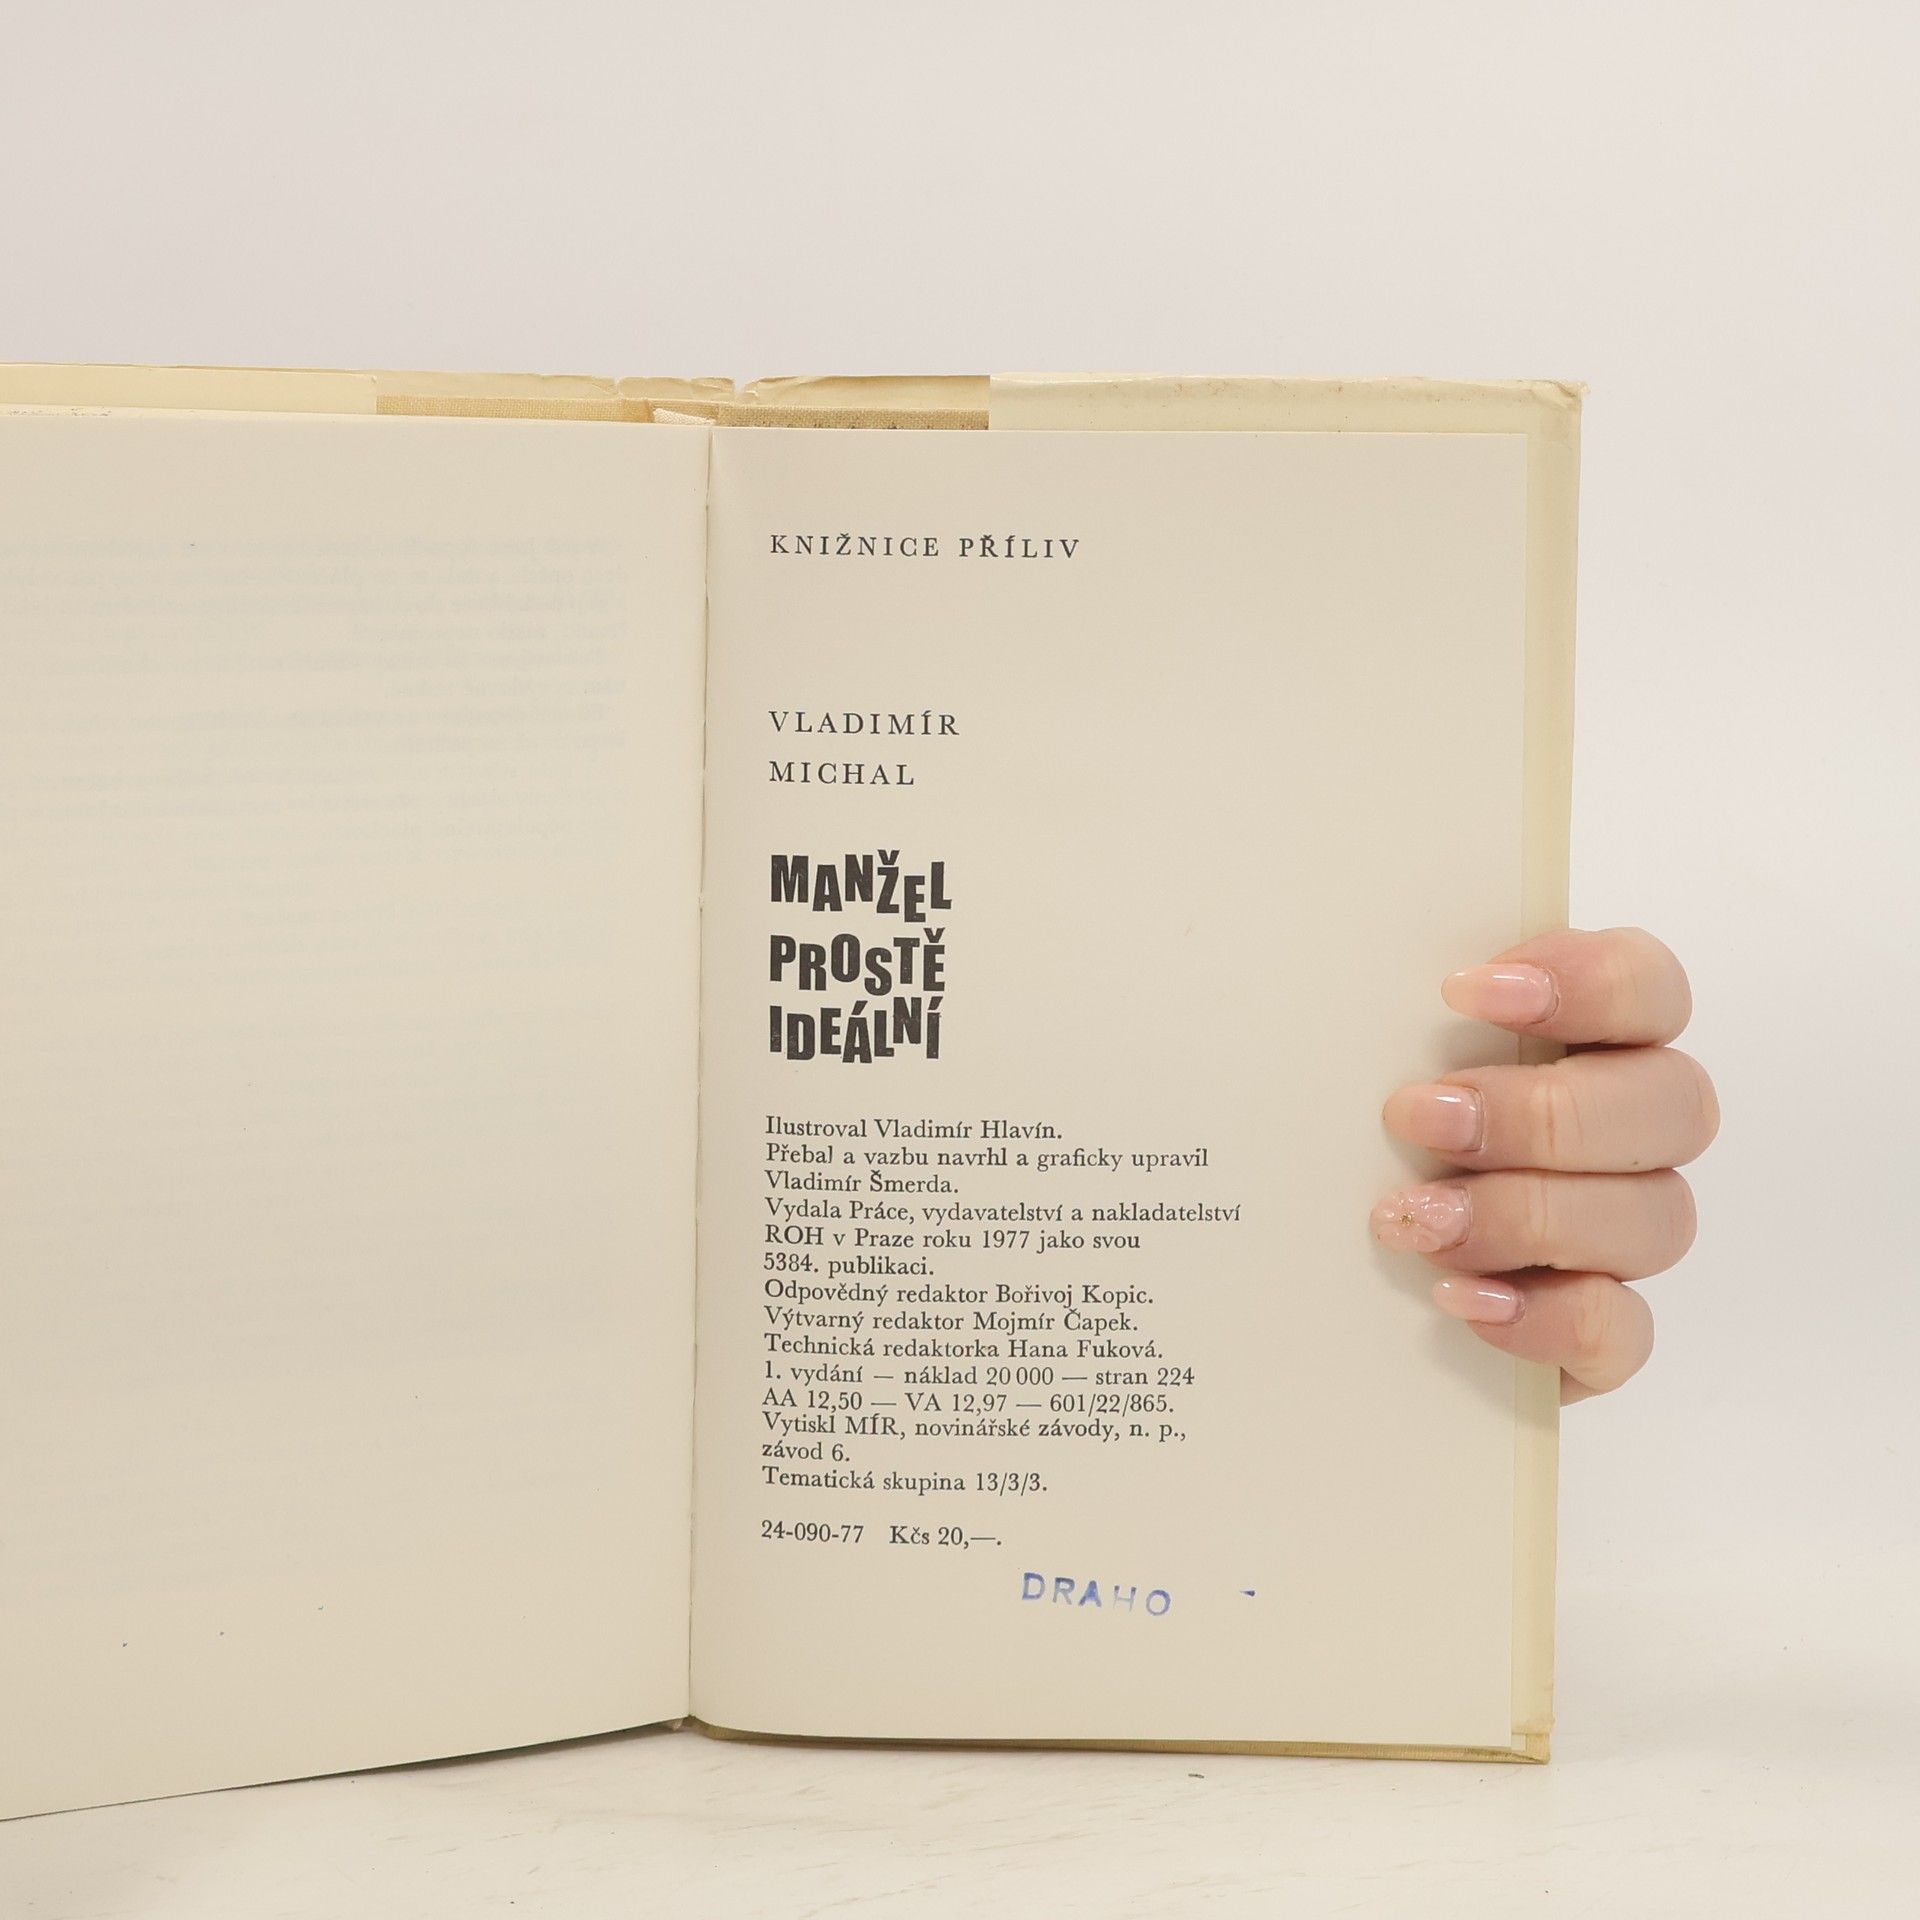 KNIŽNICE PŘÍLIV
VLADIMÍR
MICHAL
MANŽEL
PROSTĚ
IDEÁLNÍ
Ilustroval Vladimír Hlavín.
Přebal a vazbu navrhl a graficky upravil
Vladimír Šmerda.
Vydala Práce, vydavatelství a nakladatelství
ROH v Praze roku 1977 jako svou
5384. publikaci.
Odpovědný redaktor Bořivoj Kopic.
Výtvarný redaktor Mojmír Čapek.
Technická redaktorka Hana Fuková.
1. vydání — náklad 20 000 — stran 224
AA 12,50 — VA 12,97 — 601/22/865.
Vytiskl MÍR, novinářské závody, n. p.,
závod 6.
Tematická skupina 13/3/3.
24-090-77 Kčs 20,—.
DRAHO